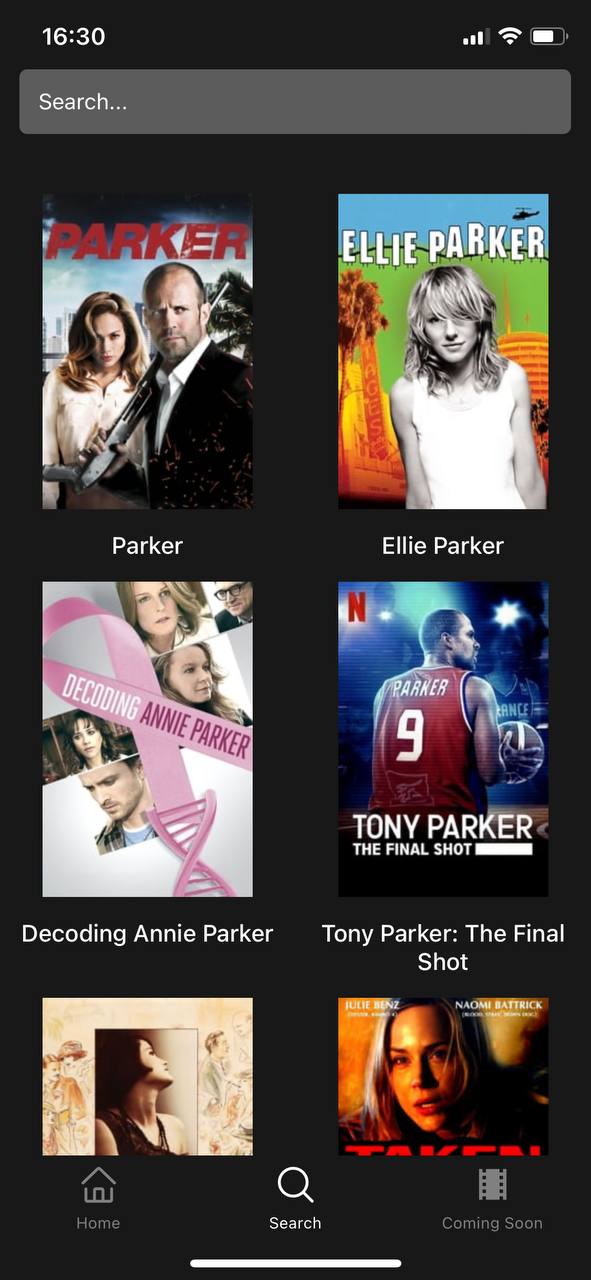 16:30
Search...
PARKER
ELLIE PARKER
Parker
Ellie Parker
DECODING ANNIE PARKER
N
PARKER
9
TONY PARKER
THE FINAL SHOT
Decoding Annie Parker
Tony Parker: The Final
Shot
JULIE BENZ
NAOMI BATTRICK
TAKEN
Home
Search
Coming Soon